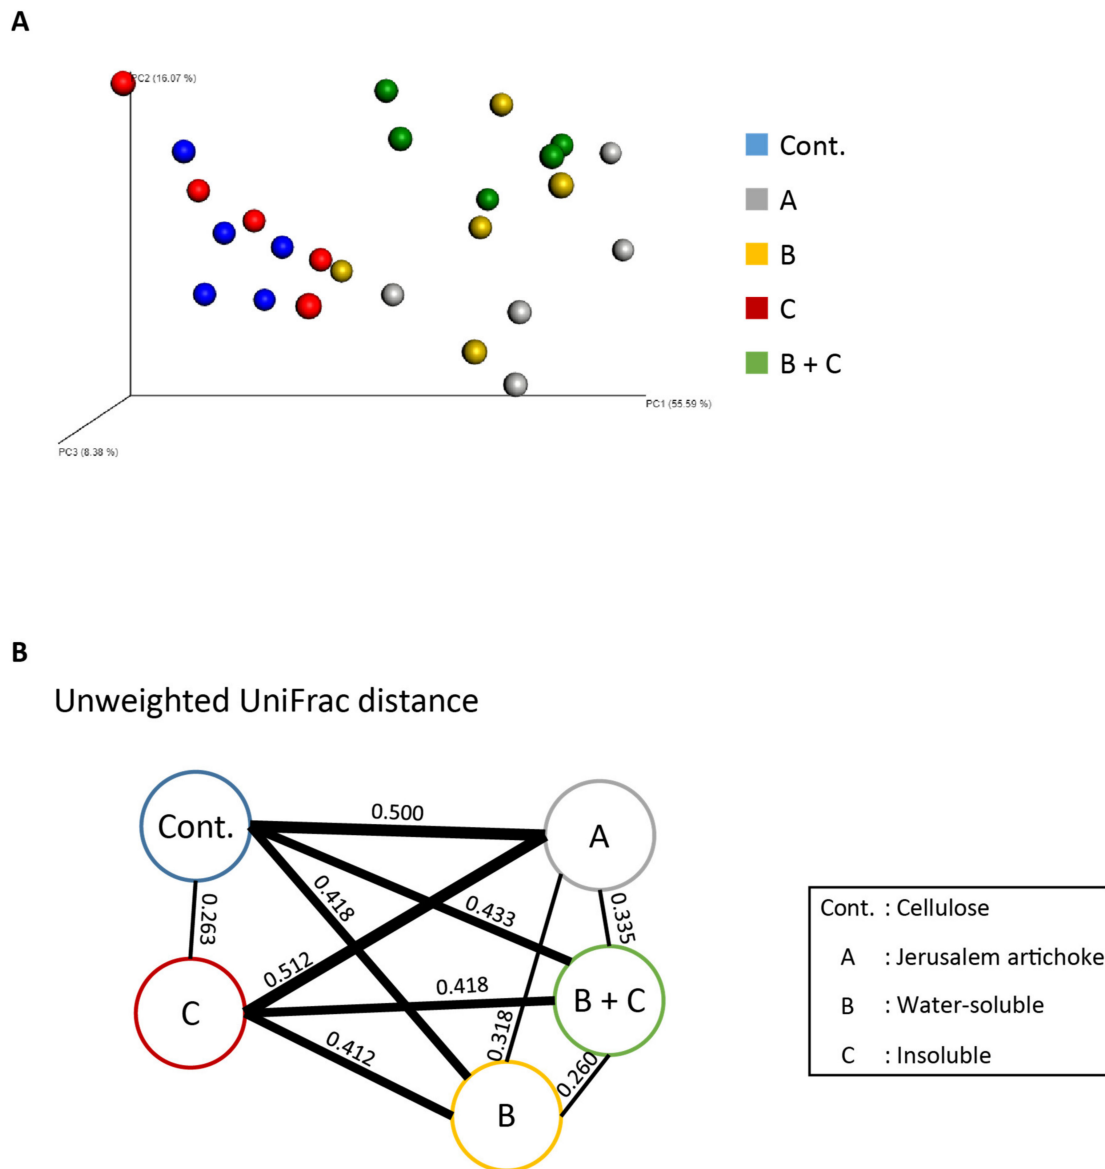 A
PC2 (16.07 %)
PC1 (55.59 %)
PC3 (8.38 %)
Cont.
A
B
C
B + C
B
Unweighted UniFrac distance
Cont.
A
C
B + C
B
0.500
0.418
0.433
0.263
0.335
0.512
0.418
0.318
0.412
0.260
Cont. : Cellulose
A : Jerusalem artichoke
B : Water-soluble
C : Insoluble